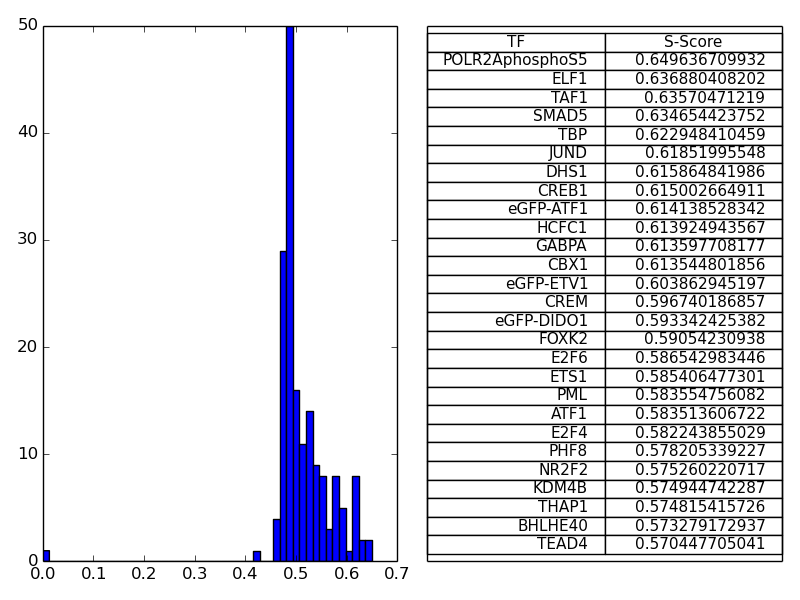 50
40
30
20
10
0
0.0 0.1 0.2 0.3 0.4 0.5 0.6 0.7
TF S-Score
POLR2AphosphoS5 0.649636709932
ELF1 0.636880408202
TAF1 0.63570471219
SMAD5 0.634654423752
TBP 0.622948410459
JUND 0.61851995548
DHS1 0.615864841986
CREB1 0.615002664911
eGFP-ATF1 0.614138528342
HCFC1 0.613924943567
GABPA 0.613597708177
CBX1 0.613544801856
eGFP-ETV1 0.603862945197
CREM 0.596740186857
eGFP-DIDO1 0.593342425382
FOXK2 0.59054230938
E2F6 0.586542983446
ETS1 0.585406477301
PML 0.583554756082
ATF1 0.583513606722
E2F4 0.582243855029
PHF8 0.578205339227
NR2F2 0.575260220717
KDM4B 0.574944742287
THAP1 0.574815415726
BHLHE40 0.573279172937
TEAD4 0.570447705041